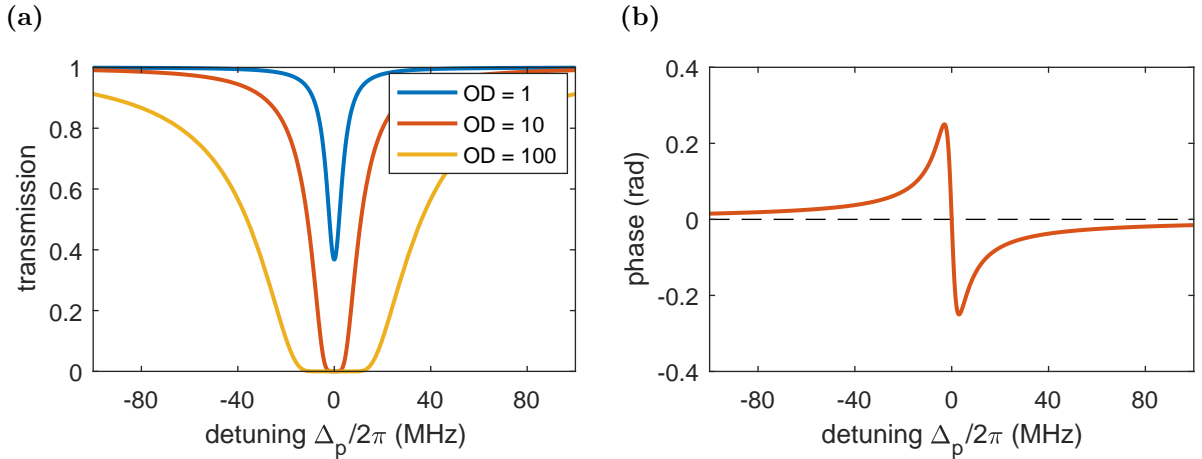 (a)
1
0.8
0.6
0.4
0.2
0
transmission
OD = 1
OD = 10
OD = 100
-80 -40 0 40 80
detuning Δp/2π (MHz)
(b)
0.4
0.2
0
-0.2
-0.4
phase (rad)
-80 -40 0 40 80
detuning Δp/2π (MHz)